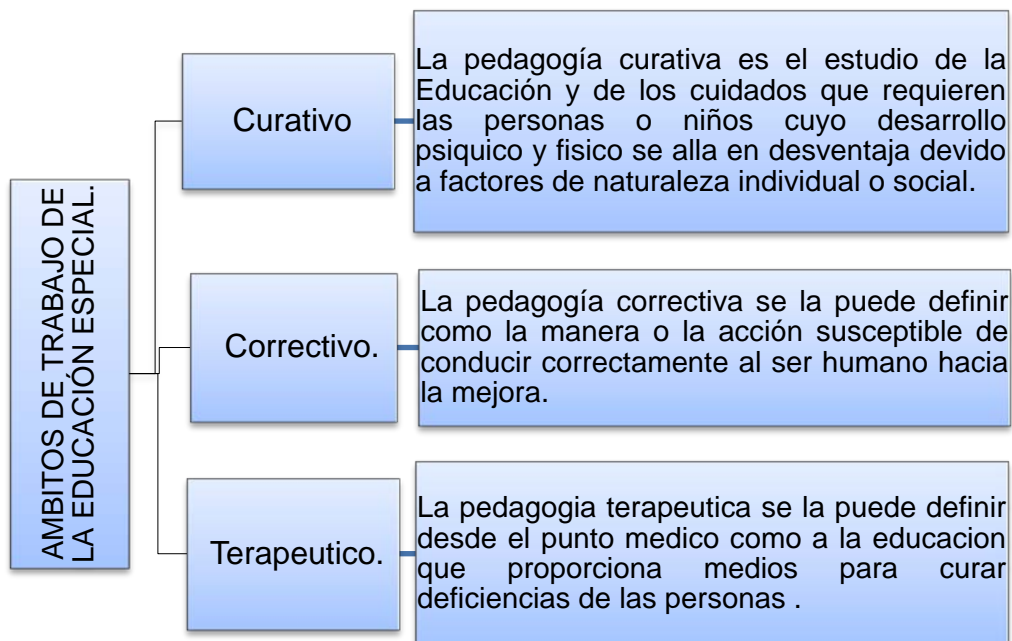 AMBITOS DE TRABAJO DE
LA EDUCACIÓN ESPECIAL.
Curativo
La pedagogía curativa es el estudio de la
Educación y de los cuidados que requieren
las personas o niños cuyo desarrollo
psiquico y fisico se alla en desventaja devido
a factores de naturaleza individual o social.
Correctivo.
La pedagogía correctiva se la puede definir
como la manera o la acción susceptible de
conducir correctamente al ser humano hacia
la mejora.
Terapeutico.
La pedagogia terapeutica se la puede definir
desde el punto medico como a la educacion
que proporciona medios para curar
deficiencias de las personas .